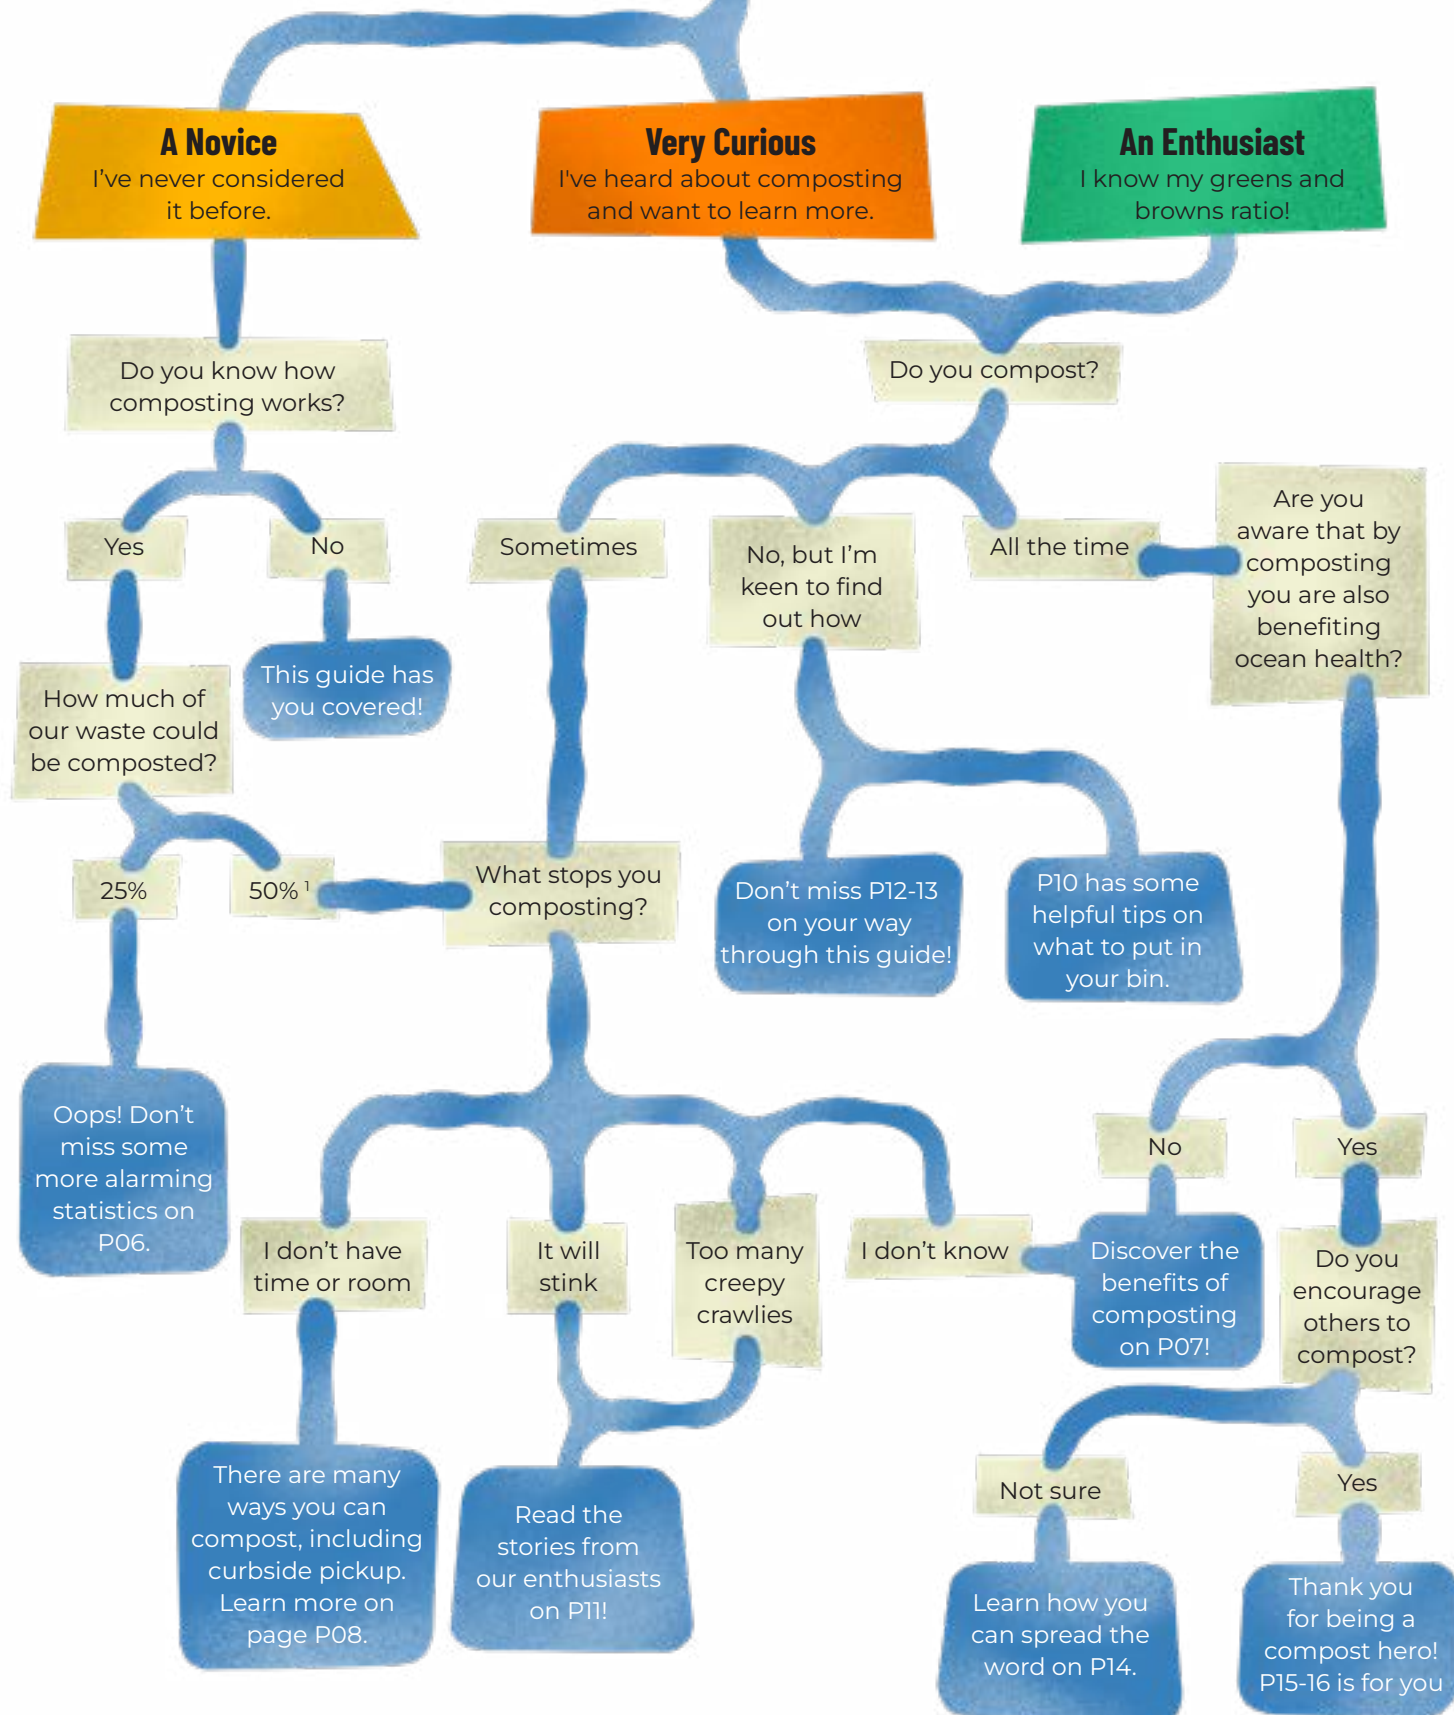 A Novice
I’ve never considered
it before.
Very Curious
I've heard about composting
and want to learn more.
An Enthusiast
I know my greens and
browns ratio!
Do you know how
composting works?
Do you compost?
Yes
No
Sometimes
No, but I’m
keen to find
out how
All the time
Are you
aware that by
composting
you are also
benefiting
ocean health?
This guide has
you covered!
How much of
our waste could
be composted?
25%
50% ¹
What stops you
composting?
Don’t miss P12-13
on your way
through this guide!
P10 has some
helpful tips on
what to put in
your bin.
Oops! Don’t
miss some
more alarming
statistics on
P06.
No
Yes
I don’t have
time or room
It will
stink
Too many
creepy
crawlies
I don’t know
Discover the
benefits of
composting
on P07!
Do you
encourage
others to
compost?
There are many
ways you can
compost, including
curbside pickup.
Learn more on
page P08.
Read the
stories from
our enthusiasts
on P11!
Not sure
Yes
Learn how you
can spread the
word on P14.
Thank you
for being a
compost hero!
P15-16 is for you